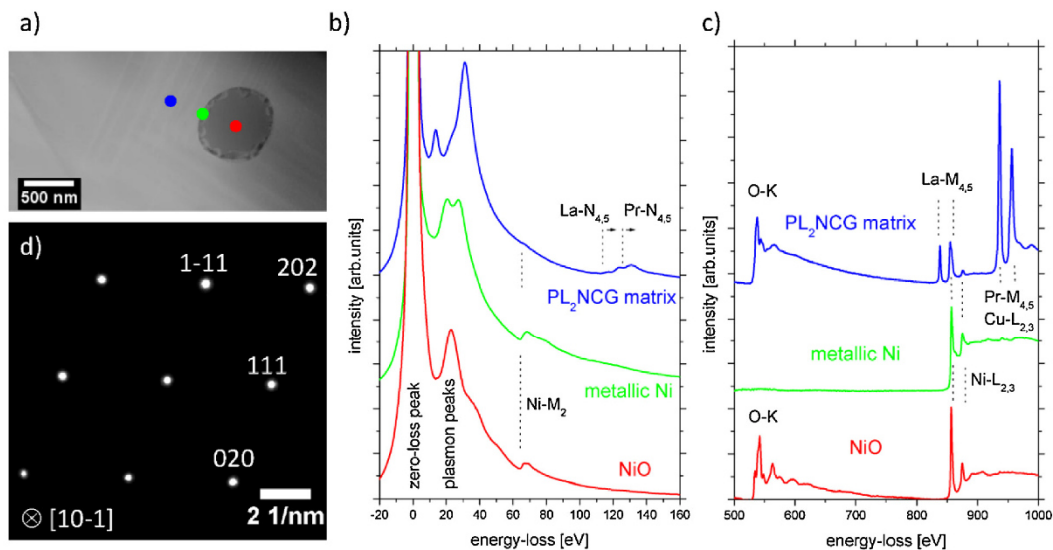 a)
500 nm
d)
1-11
202
111
020
⊗ [10-1]
2 1/nm
b)
intensity [arb.units]
La-N4,5
Pr-N4,5
PL2NCG matrix
metallic Ni
Ni-M2
NiO
zero-loss peak
plasmon peaks
-20 0 20 40 60 80 100 120 140 160
energy-loss [eV]
c)
intensity [arb.units]
O-K
La-M4,5
PL2NCG matrix
Pr-M4,5
Cu-L2,3
metallic Ni
Ni-L2,3
O-K
NiO
500 600 700 800 900 1000
energy-loss [eV]